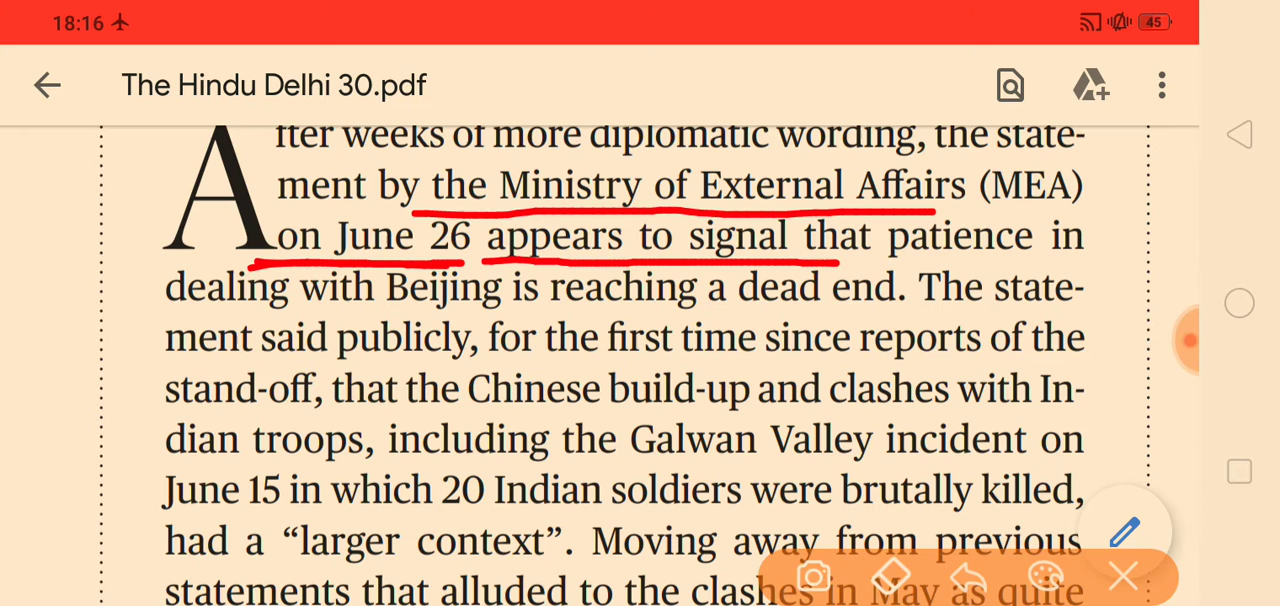 18:16
45
The Hindu Delhi 30.pdf
After weeks of more diplomatic wording, the state-
ment by the Ministry of External Affairs (MEA)
on June 26 appears to signal that patience in
dealing with Beijing is reaching a dead end. The state-
ment said publicly, for the first time since reports of the
stand-off, that the Chinese build-up and clashes with In-
dian troops, including the Galwan Valley incident on
June 15 in which 20 Indian soldiers were brutally killed,
had a “larger context”. Moving away from previous
statements that alluded to the clashes in May as quite